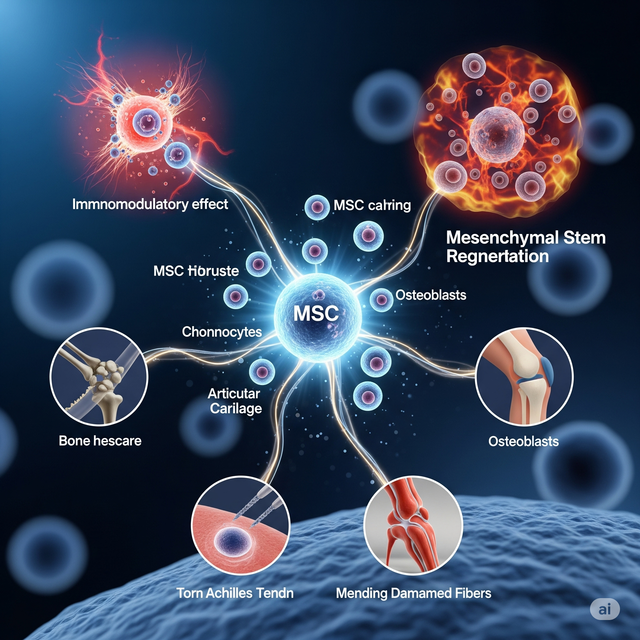 Immnomodulatory effect
MSC calring
Mesenchymal Stem
Regnertation
MSC Horuste
Osteoblasts
MSC
Chonnocytes
Articular
Carilage
Bone hescare
Osteoblasts
Torn Achilles Tendn
Mending Damamed Fibers
ai